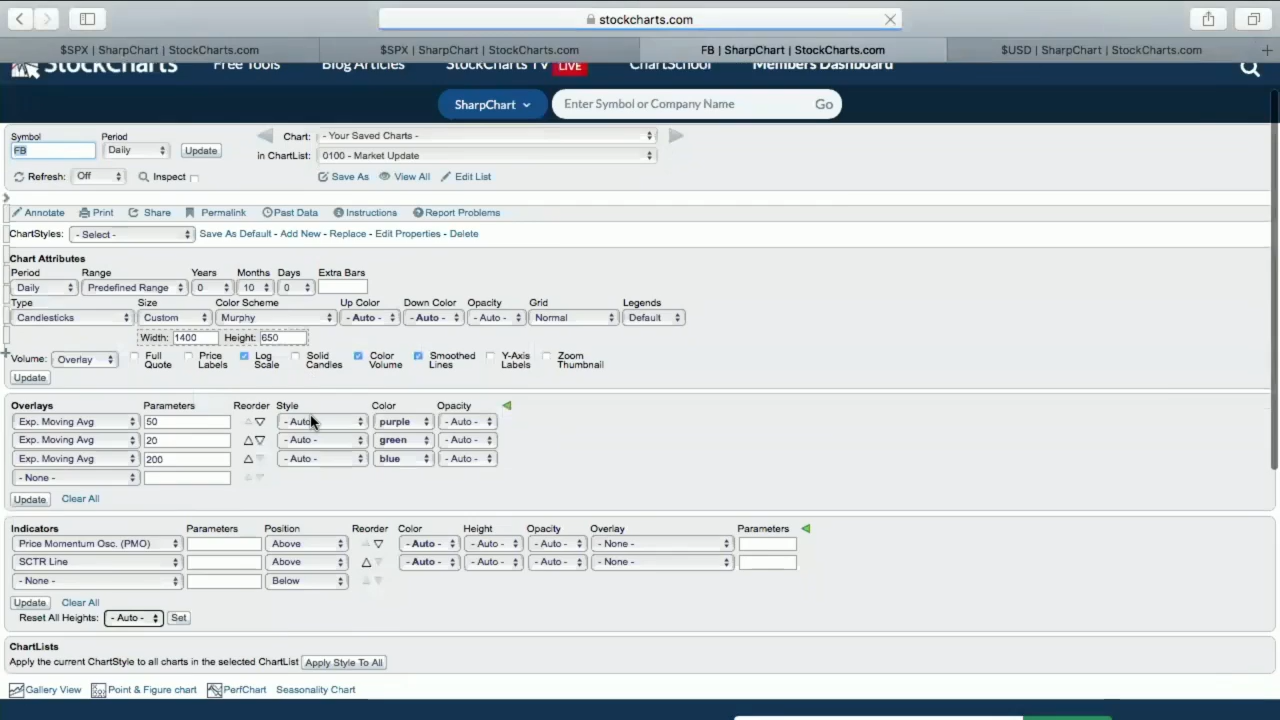 stockcharts.com
$SPX | SharpChart | StockCharts.com $SPX | SharpChart | StockCharts.com FB | SharpChart | StockCharts.com $USD | SharpChart | StockCharts.com
StockCharts Free Tools Blog Articles StockCharts TV LIVE ChartSchool Members Dashboard
SharpChart Enter Symbol or Company Name Go
Symbol Period Chart: - Your Saved Charts -
FB Daily Update in ChartList: 0100 - Market Update
Refresh: Off Inspect Save As View All Edit List
Annotate Print Share Permalink Past Data Instructions Report Problems
ChartStyles: - Select - Save As Default - Add New - Replace - Edit Properties - Delete
Chart Attributes
Period Range Years Months Days Extra Bars
Daily Predefined Range 0 10 0
Type Size Color Scheme Up Color Down Color Opacity Grid Legends
Candlesticks Custom Murphy - Auto - - Auto - - Auto - Normal Default
Width: 1400 Height: 650
Volume: Overlay Full Quote Price Labels Log Scale Solid Candles Color Volume Smoothed Lines Y-Axis Labels Zoom Thumbnail
Update
Overlays Parameters Reorder Style Color Opacity
Exp. Moving Avg 50 - Auto - purple - Auto -
Exp. Moving Avg 20 - Auto - green - Auto -
Exp. Moving Avg 200 - Auto - blue - Auto -
- None -
Update Clear All
Indicators Parameters Position Reorder Color Height Opacity Overlay Parameters
Price Momentum Osc. (PMO) Above - Auto - - Auto - - Auto - - None -
SCTR Line Above - Auto - - Auto - - Auto - - None -
- None - Below
Update Clear All
Reset All Heights: - Auto - Set
ChartLists
Apply the current ChartStyle to all charts in the selected ChartList Apply Style To All
Gallery View Point & Figure chart PerfChart Seasonality Chart